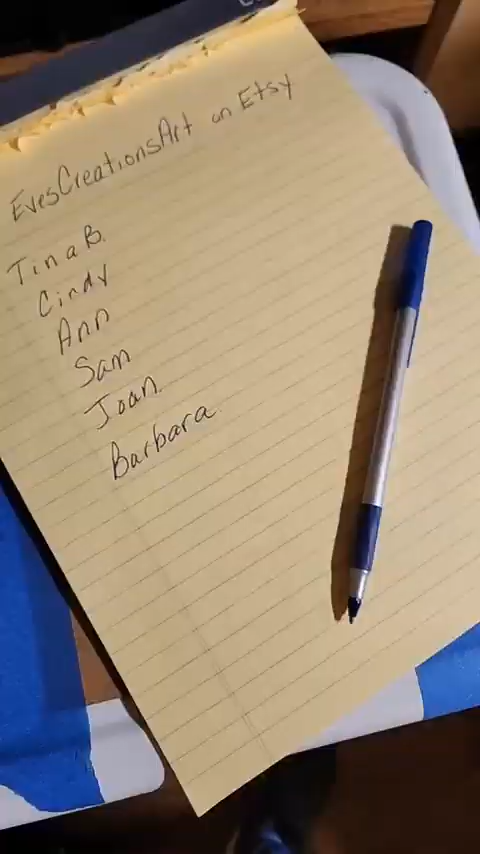 EvesCreationsArt on Etsy
Tina B.
Cindy
Ann
Sam
Joan
Barbara